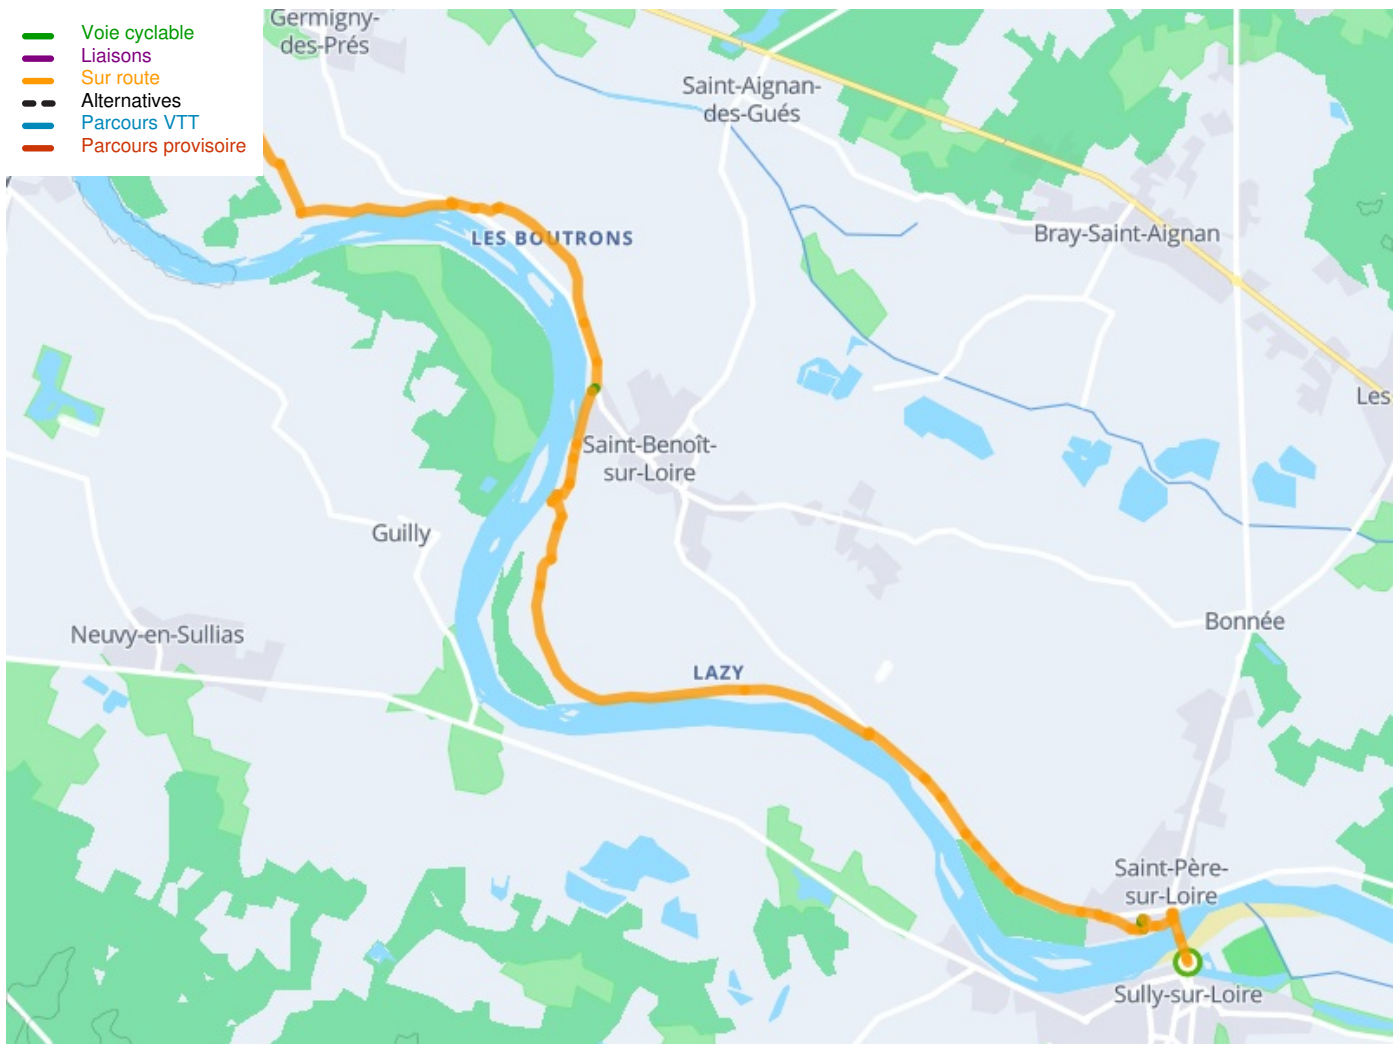 Voie cyclable
Liaisons
Sur route
Alternatives
Parcours VTT
Parcours provisoire
Germigny-
des-Prés
Saint-Aignan-
des-Gués
Bray-Saint-Aignan
LES BOUTRONS
Les
Saint-Benoît-
sur-Loire
Guilly
Bonnée
Neuvy-en-Sullias
LAZY
Saint-Père-
sur-Loire
Sully-sur-Loire